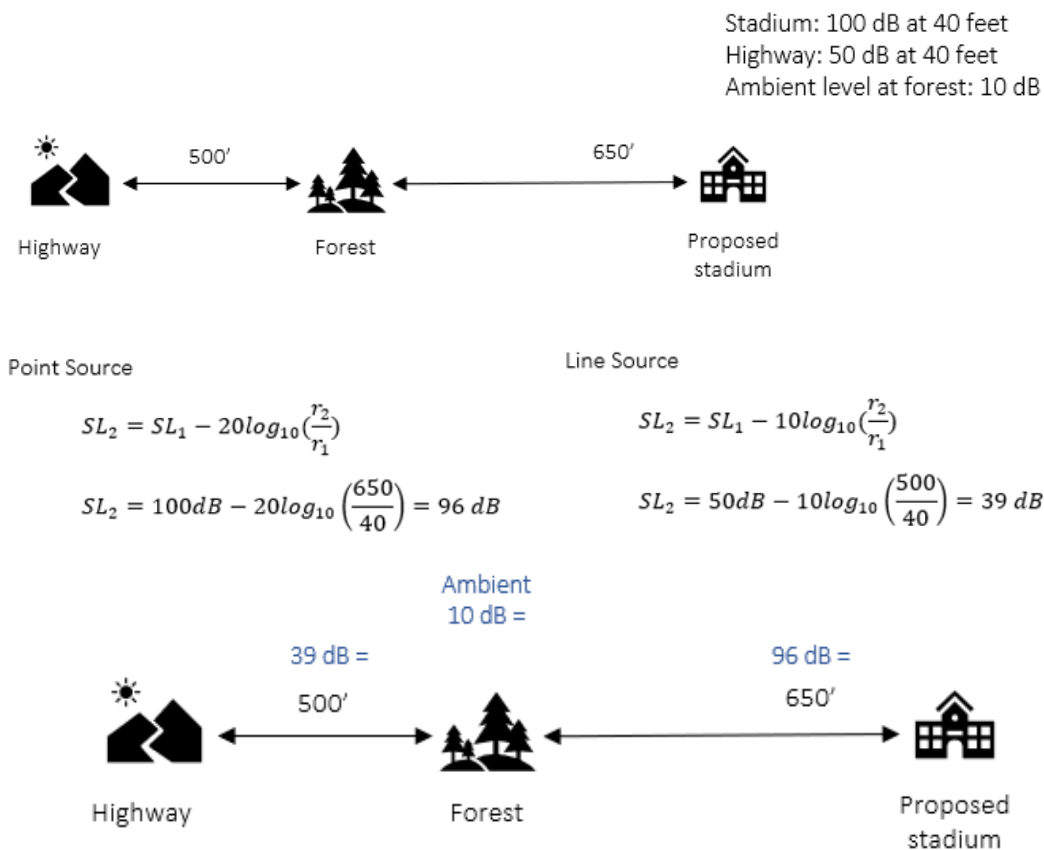 Stadium: 100 dB at 40 feet
Highway: 50 dB at 40 feet
Ambient level at forest: 10 dB
500’
650’
Highway
Forest
Proposed
stadium
Point Source
Line Source
SL₂ = SL₁ − 20log₁₀(r₂/r₁)
SL₂ = SL₁ − 10log₁₀(r₂/r₁)
SL₂ = 100dB − 20log₁₀(650/40) = 96 dB
SL₂ = 50dB − 10log₁₀(500/40) = 39 dB
Ambient
10 dB =
39 dB =
96 dB =
500’
650’
Highway
Forest
Proposed
stadium